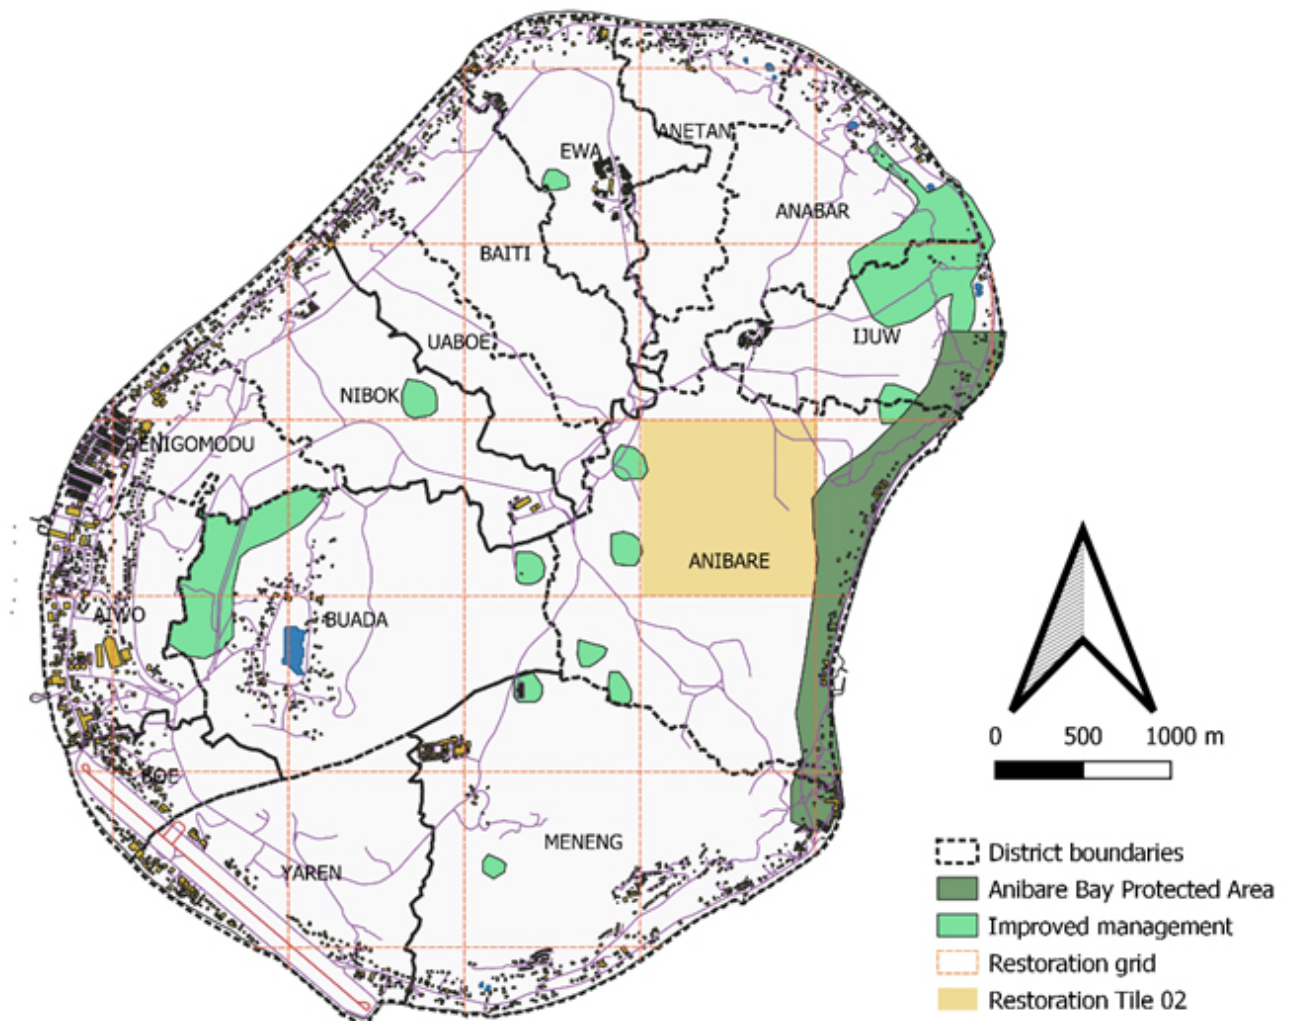 ANETAN
EWA
ANABAR
BAITI
IJUW
UABOE
NIBOK
DENIGOMODU
ANIBARE
AIWO
BUADA
BOE
MENENG
YAREN
0 500 1000 m
District boundaries
Anibare Bay Protected Area
Improved management
Restoration grid
Restoration Tile 02